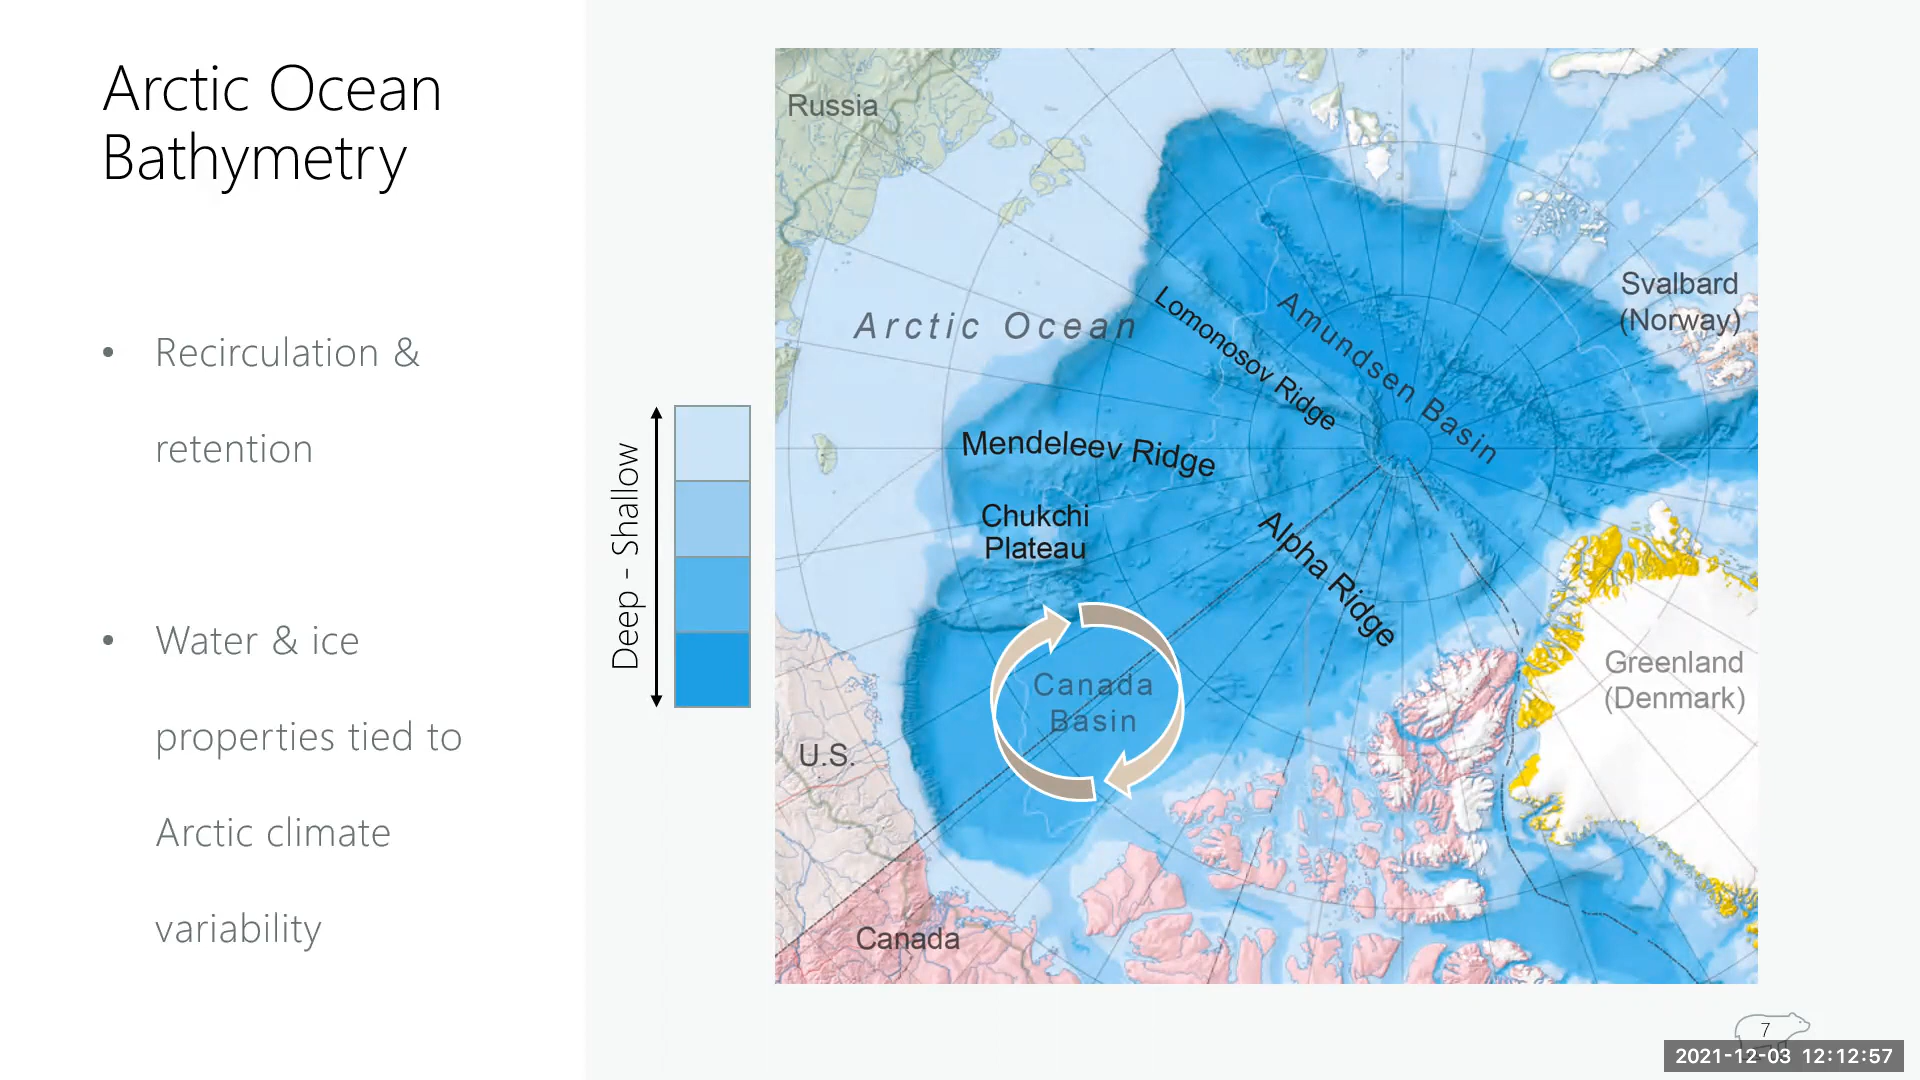 Arctic Ocean
Bathymetry
• Recirculation &
retention
• Water & ice
properties tied to
Arctic climate
variability
Deep - Shallow
Russia
Arctic Ocean
Lomonosov Ridge
Amundsen Basin
Svalbard
(Norway)
Mendeleev Ridge
Chukchi
Plateau
Alpha Ridge
Canada
Basin
Greenland
(Denmark)
U.S.
Canada
7
2021-12-03 12:12:57